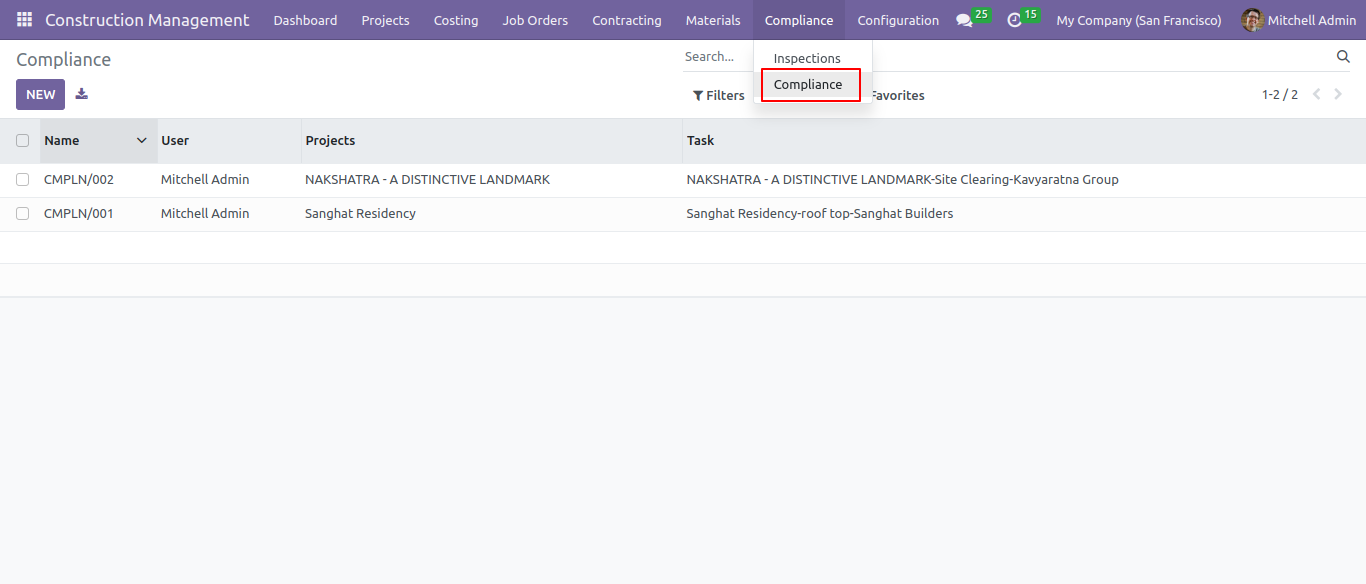 Construction Management Dashboard Projects Costing Job Orders Contracting Materials Compliance Configuration 25 15 My Company (San Francisco) Mitchell Admin
Compliance
Search...
Inspections
Compliance
NEW
Filters
Favorites
1-2 / 2
Name User Projects Task
CMPLN/002 Mitchell Admin NAKSHATRA - A DISTINCTIVE LANDMARK NAKSHATRA - A DISTINCTIVE LANDMARK-Site Clearing-Kavyaratna Group
CMPLN/001 Mitchell Admin Sanghat Residency Sanghat Residency-roof top-Sanghat Builders